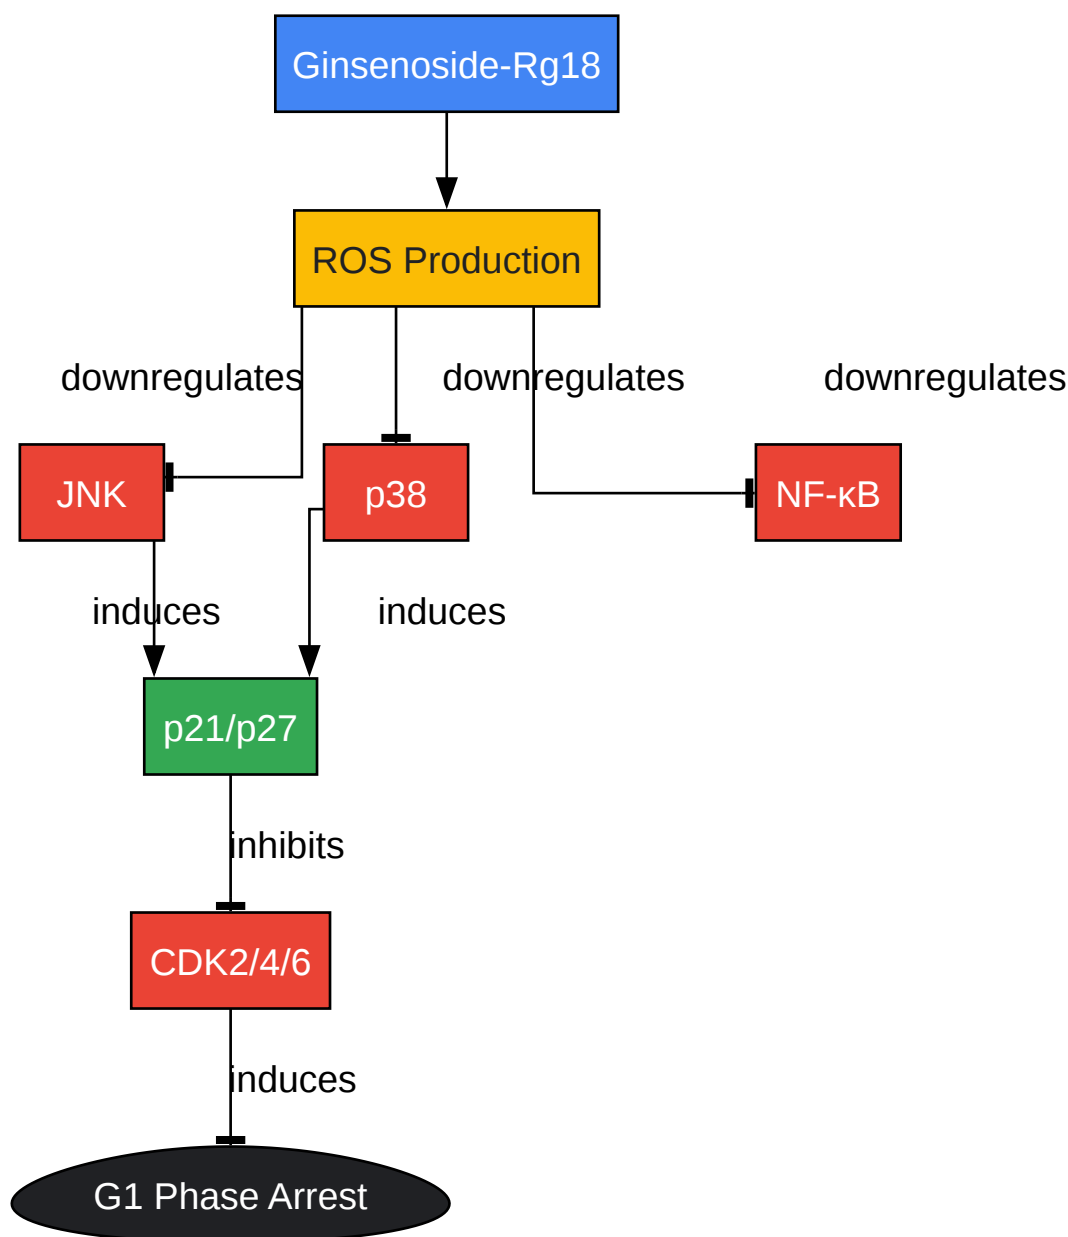 Ginsenoside-Rg18
ROS Production
downregulates
downregulates
downregulates
JNK
p38
NF-κB
induces
induces
p21/p27
inhibits
CDK2/4/6
induces
G1 Phase Arrest